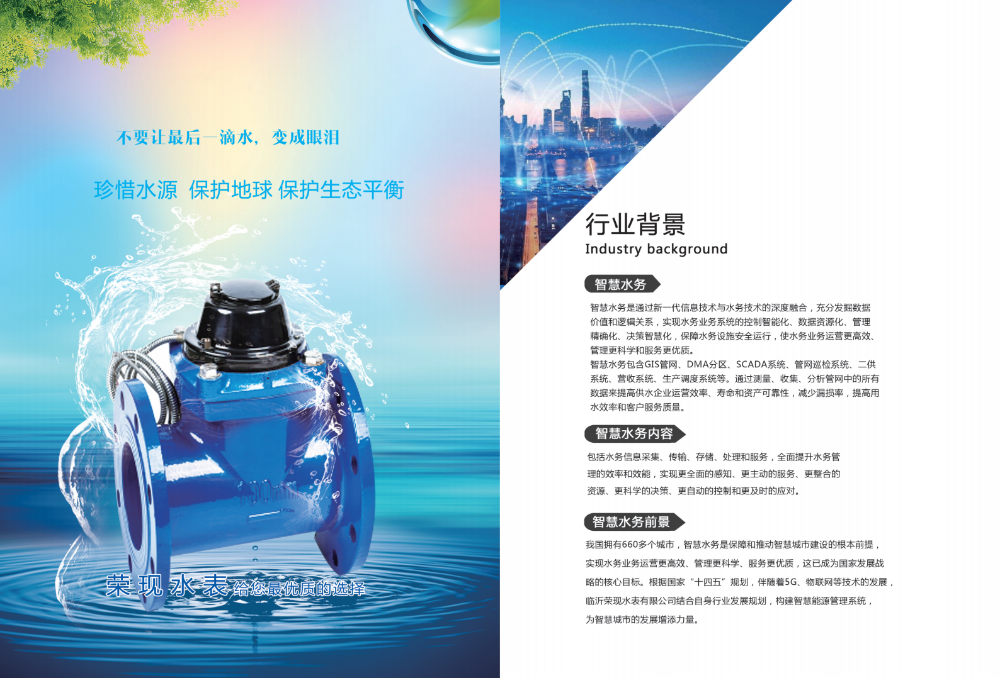 不要让最后一滴水，变成眼泪
珍惜水源 保护地球 保护生态平衡
荣现水表 给您最优质的选择
行业背景
Industry background
智慧水务
智慧水务是通过新一代信息技术与水务技术的深度融合，充分发掘数据
价值和逻辑关系，实现水务业务系统的控制智能化、数据资源化、管理
精确化、决策智慧化，保障水务设施安全运行，使水务业务运营更高效、
管理更科学和服务更优质。
智慧水务包含GIS管网、DMA分区、SCADA系统、管网巡检系统、二供
系统、营收系统、生产调度系统等。通过测量、收集、分析管网中的所有
数据来提高供水企业运营效率、寿命和资产可靠性，减少漏损率，提高用
水效率和客户服务质量。
智慧水务内容
包括水务信息采集、传输、存储、处理和服务，全面提升水务管
理的效率和效能，实现更全面的感知、更主动的服务、更整合的
资源、更科学的决策、更自动的控制和更及时的应对。
智慧水务前景
我国拥有660多个城市，智慧水务是保障和推动智慧城市建设的根本前提，
实现水务业务运营更高效、管理更科学、服务更优质，这已成为国家发展战
略的核心目标。根据国家“十四五”规划，伴随着5G、物联网等技术的发展，
临沂荣现水表有限公司结合自身行业发展规划，构建智慧能源管理系统，
为智慧城市的发展增添力量。